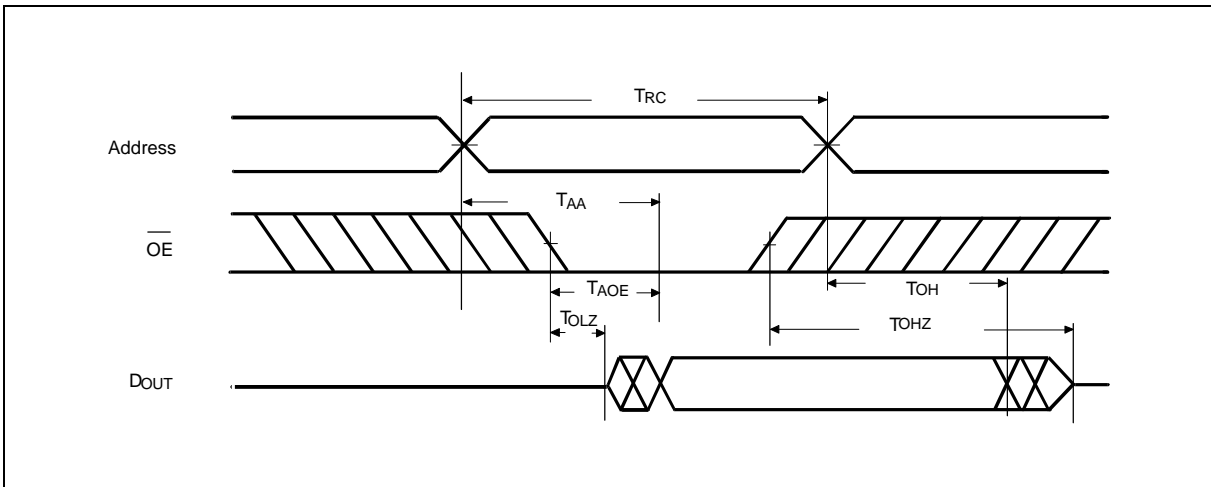 TRC
Address
TAA
OE
TAOE
TOH
TOLZ
TOHZ
DOUT